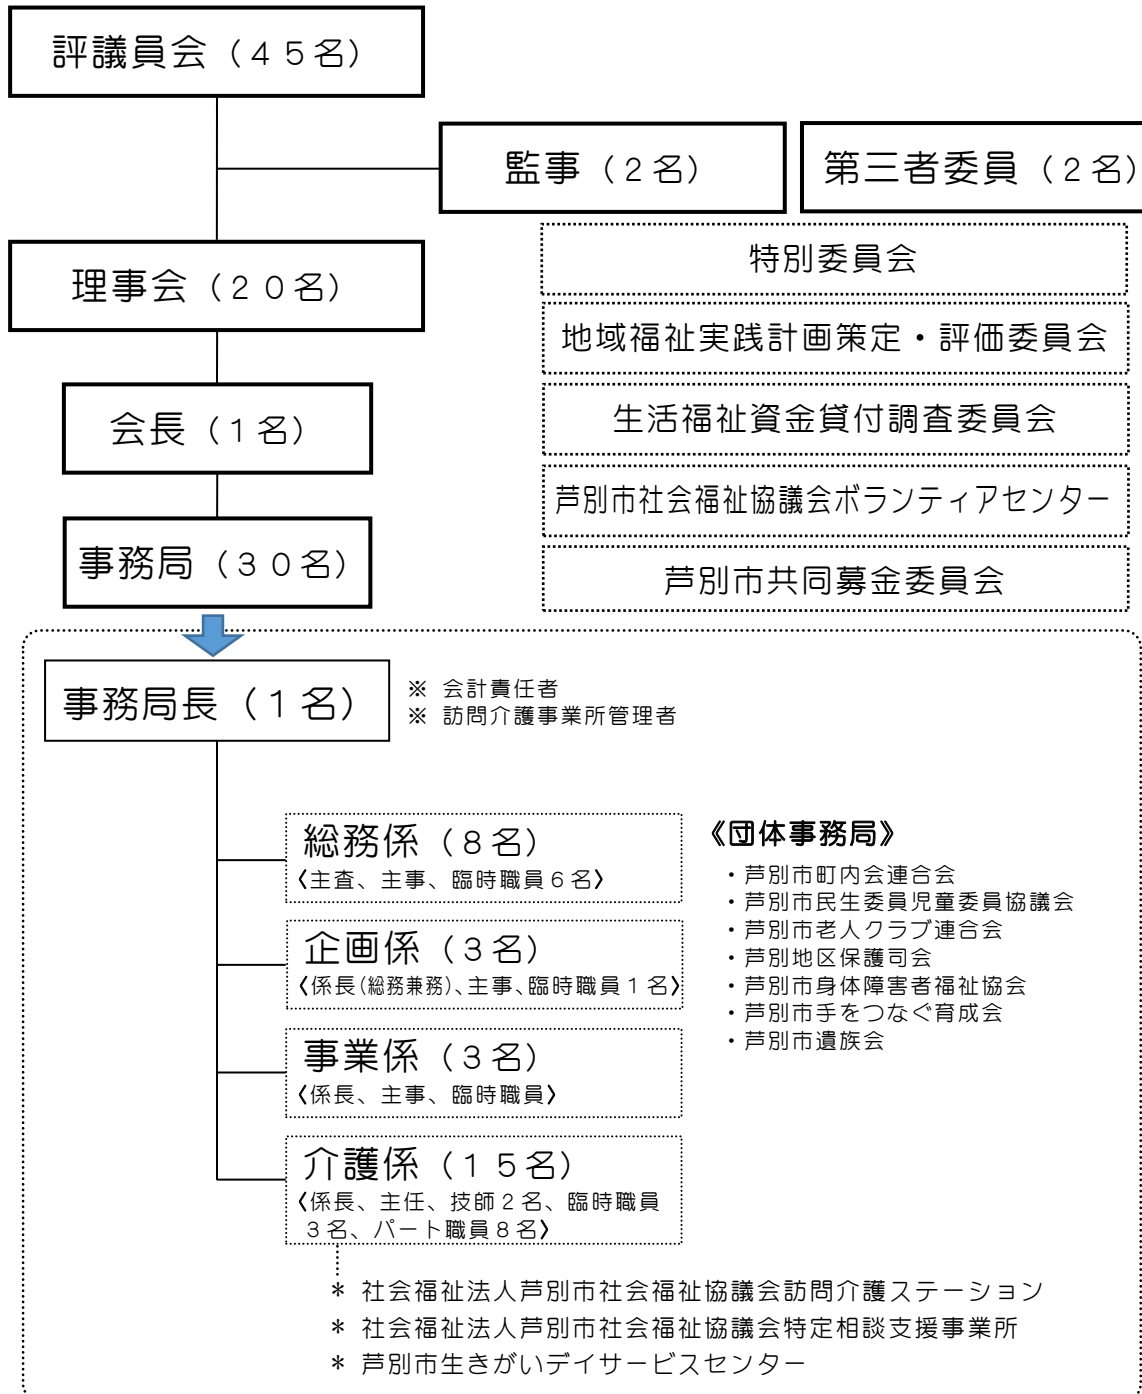 評議員会（４５名）
監事（２名）
第三者委員（２名）
理事会（２０名）
特別委員会
地域福祉実践計画策定・評価委員会
会長（１名）
生活福祉資金貸付調査委員会
芦別市社会福祉協議会ボランティアセンター
事務局（３０名）
芦別市共同募金委員会
事務局長（１名）
※ 会計責任者
※ 訪問介護事業所管理者
総務係（８名）
〈主査、主事、臨時職員６名〉
企画係（３名）
〈係長(総務兼務)、主事、臨時職員１名〉
事業係（３名）
〈係長、主事、臨時職員〉
介護係（１５名）
〈係長、主任、技師２名、臨時職員
３名、パート職員８名〉
《団体事務局》
・芦別市町内会連合会
・芦別市民生委員児童委員協議会
・芦別市老人クラブ連合会
・芦別地区保護司会
・芦別市身体障害者福祉協会
・芦別市手をつなぐ育成会
・芦別市遺族会
＊ 社会福祉法人芦別市社会福祉協議会訪問介護ステーション
＊ 社会福祉法人芦別市社会福祉協議会特定相談支援事業所
＊ 芦別市生きがいデイサービスセンター